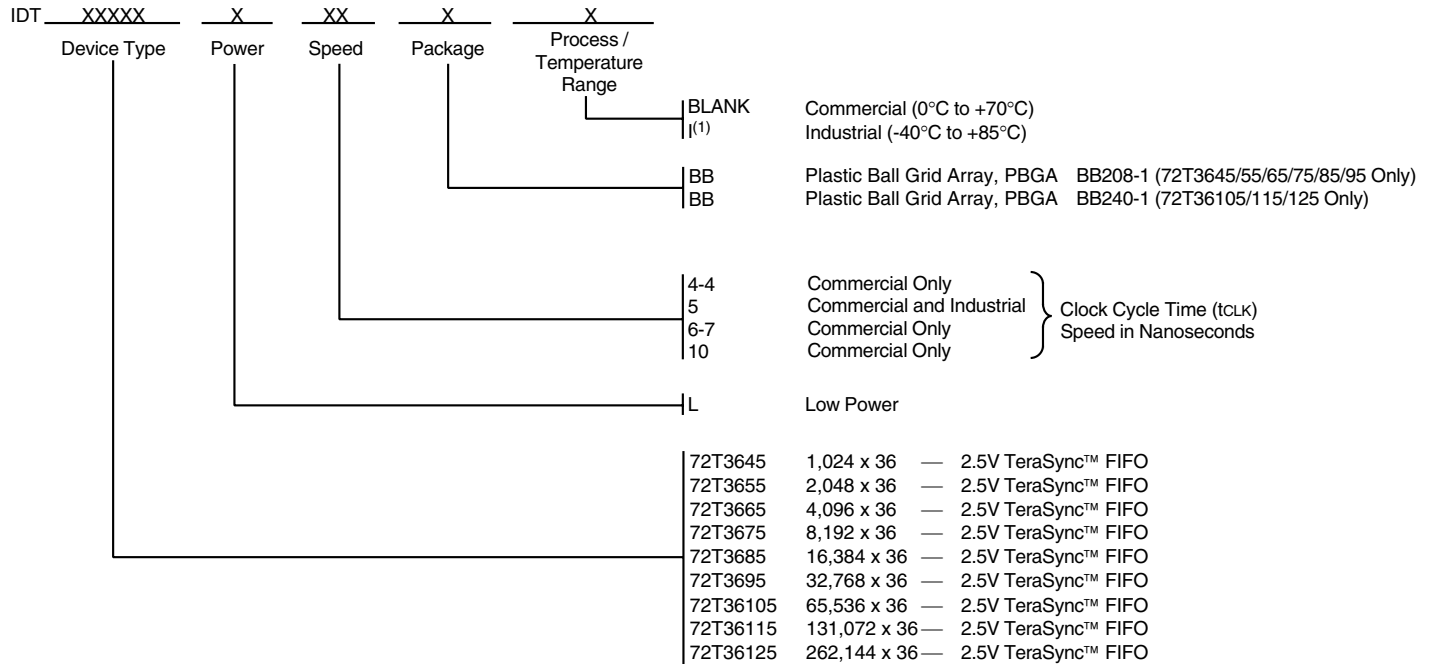 IDT XXXXX X XX X X
Device Type Power Speed Package Process / Temperature Range
BLANK Commercial (0°C to +70°C)
I(1) Industrial (-40°C to +85°C)
BB Plastic Ball Grid Array, PBGA BB208-1 (72T3645/55/65/75/85/95 Only)
BB Plastic Ball Grid Array, PBGA BB240-1 (72T36105/115/125 Only)
4-4 Commercial Only
5 Commercial and Industrial
6-7 Commercial Only
10 Commercial Only
Clock Cycle Time (tCLK)
Speed in Nanoseconds
L Low Power
72T3645 1,024 x 36 — 2.5V TeraSync™ FIFO
72T3655 2,048 x 36 — 2.5V TeraSync™ FIFO
72T3665 4,096 x 36 — 2.5V TeraSync™ FIFO
72T3675 8,192 x 36 — 2.5V TeraSync™ FIFO
72T3685 16,384 x 36 — 2.5V TeraSync™ FIFO
72T3695 32,768 x 36 — 2.5V TeraSync™ FIFO
72T36105 65,536 x 36 — 2.5V TeraSync™ FIFO
72T36115 131,072 x 36 — 2.5V TeraSync™ FIFO
72T36125 262,144 x 36 — 2.5V TeraSync™ FIFO